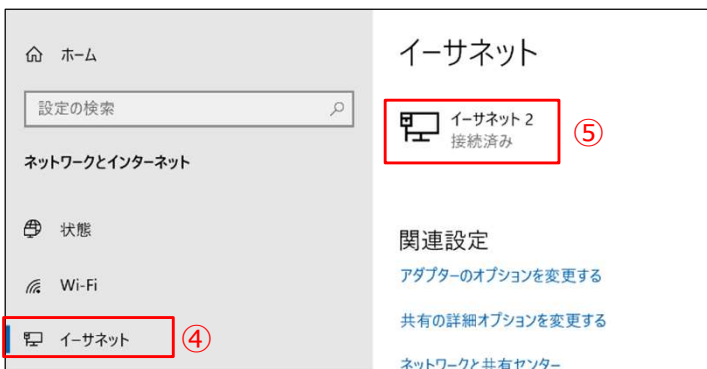 ホーム
設定の検索
ネットワークとインターネット
状態
Wi-Fi
イーサネット
④
イーサネット
イーサネット 2
接続済み
⑤
関連設定
アダプターのオプションを変更する
共有の詳細オプションを変更する
ネットワークと共有センター